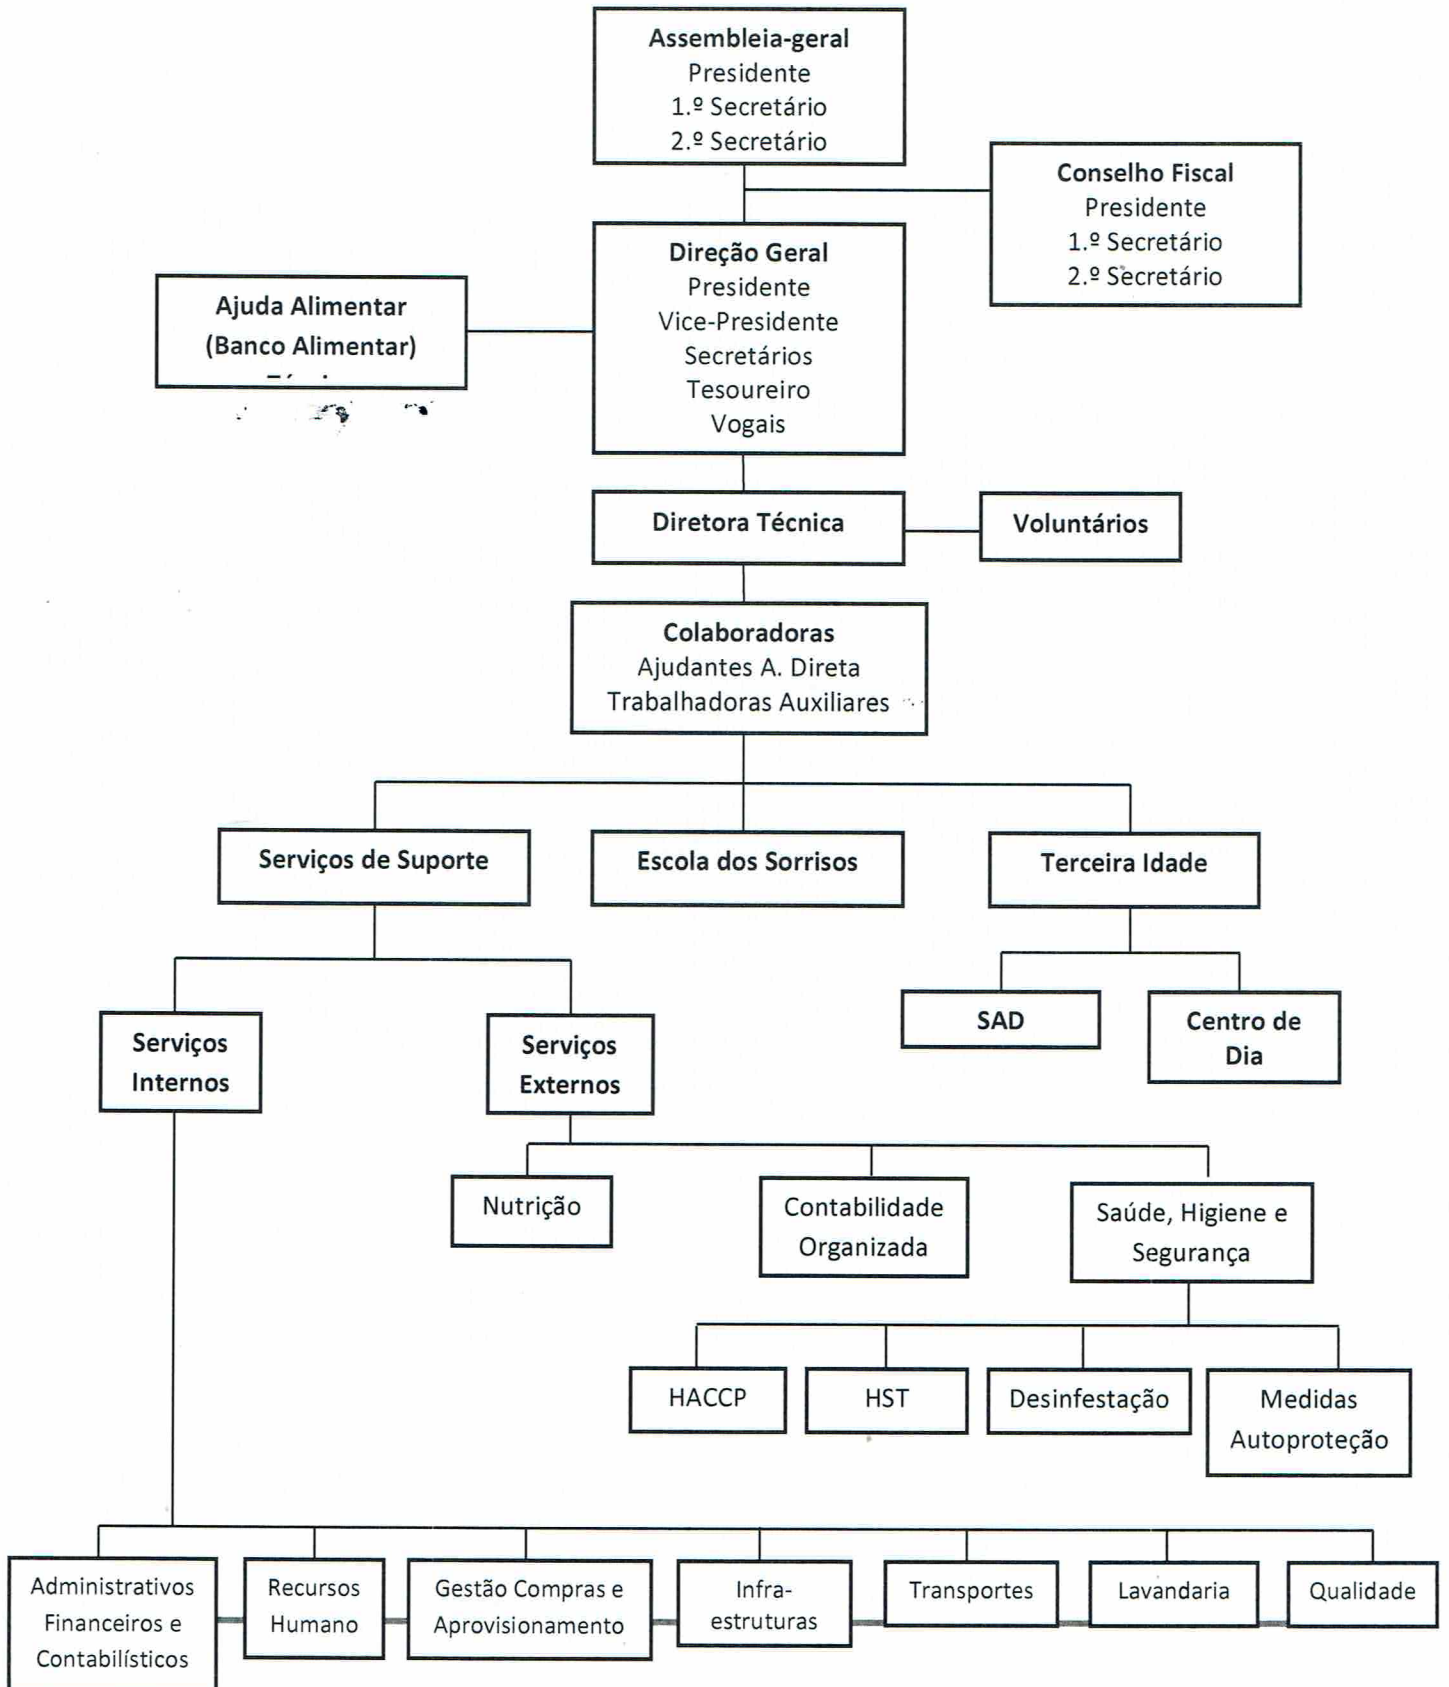 Assembleia-geral
Presidente
1.º Secretário
2.º Secretário
Conselho Fiscal
Presidente
1.º Secretário
2.º Secretário
Direção Geral
Presidente
Vice-Presidente
Secretários
Tesoureiro
Vogais
Ajuda Alimentar
(Banco Alimentar)
Diretora Técnica
Voluntários
Colaboradoras
Ajudantes A. Direta
Trabalhadoras Auxiliares
Serviços de Suporte
Escola dos Sorrisos
Terceira Idade
SAD
Centro de
Dia
Serviços
Internos
Serviços
Externos
Nutrição
Contabilidade
Organizada
Saúde, Higiene e
Segurança
HACCP
HST
Desinfestação
Medidas
Autoproteção
Administrativos
Financeiros e
Contabilísticos
Recursos
Humano
Gestão Compras e
Aprovisionamento
Infra-
estruturas
Transportes
Lavandaria
Qualidade